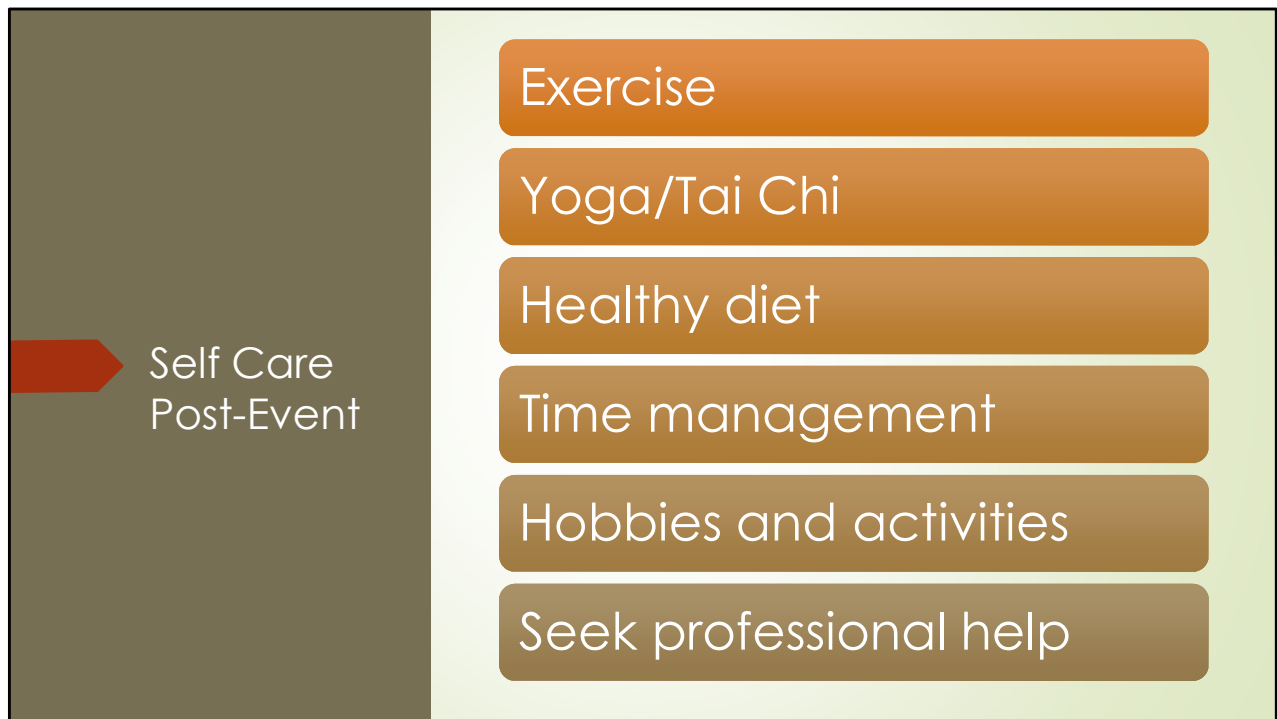 Self Care
Post-Event
Exercise
Yoga/Tai Chi
Healthy diet
Time management
Hobbies and activities
Seek professional help